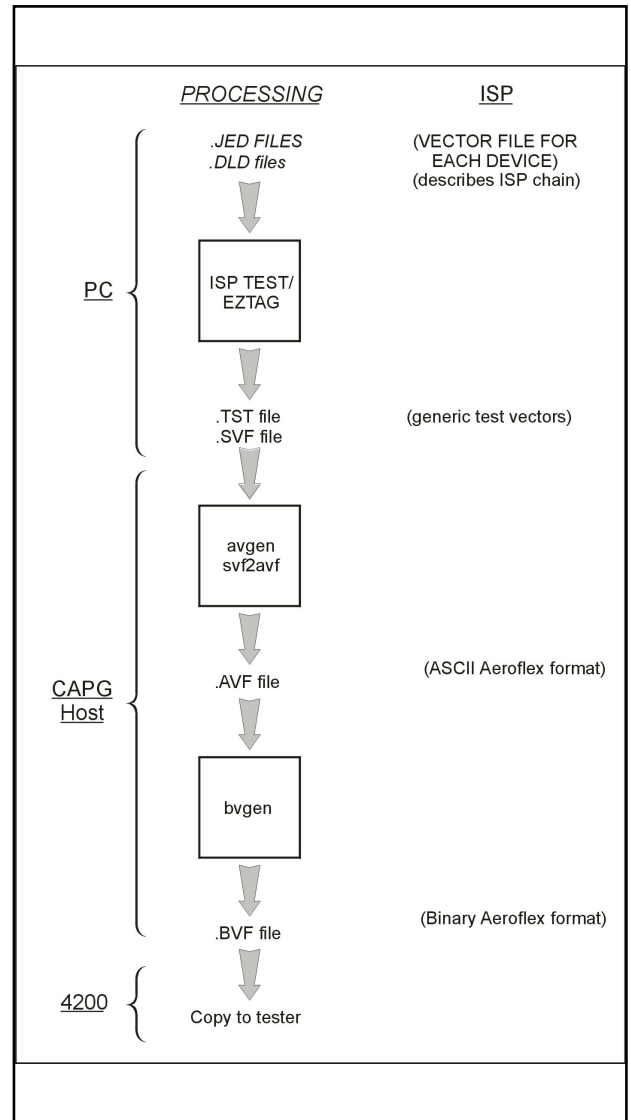 PROCESSING
ISP
.JED FILES
.DLD files
(VECTOR FILE FOR
EACH DEVICE)
(describes ISP chain)
PC
ISP TEST/
EZTAG
.TST file
.SVF file
(generic test vectors)
avgen
svf2avf
CAPG
Host
.AVF file
(ASCII Aeroflex format)
bvgen
.BVF file
(Binary Aeroflex format)
4200
Copy to tester